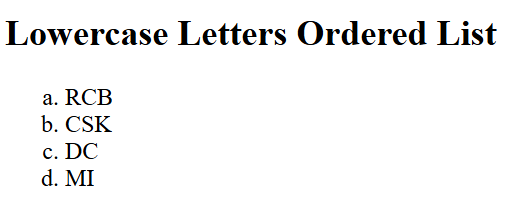 Lowercase Letters Ordered List
a. RCB
b. CSK
c. DC
d. MI